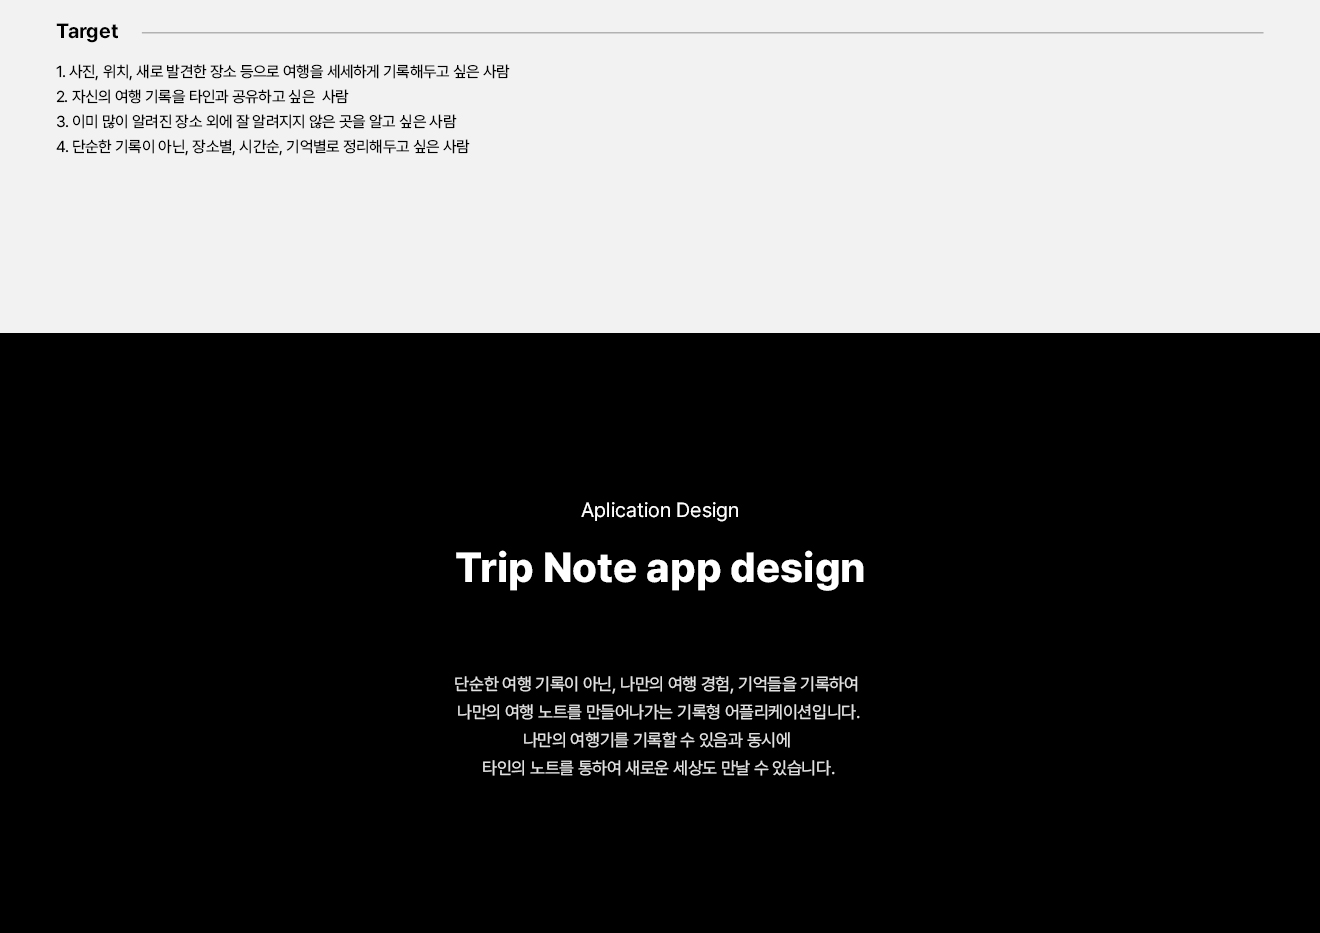 Target
1. 사진, 위치, 새로 발견한 장소 등으로 여행을 세세하게 기록해두고 싶은 사람
2. 자신의 여행 기록을 타인과 공유하고 싶은  사람
3. 이미 많이 알려진 장소 외에 잘 알려지지 않은 곳을 알고 싶은 사람
4. 단순한 기록이 아닌, 장소별, 시간순, 기억별로 정리해두고 싶은 사람
Aplication Design
Trip Note app design
단순한 여행 기록이 아닌, 나만의 여행 경험, 기억들을 기록하여
나만의 여행 노트를 만들어나가는 기록형 어플리케이션입니다.
나만의 여행기를 기록할 수 있음과 동시에
타인의 노트를 통하여 새로운 세상도 만날 수 있습니다.